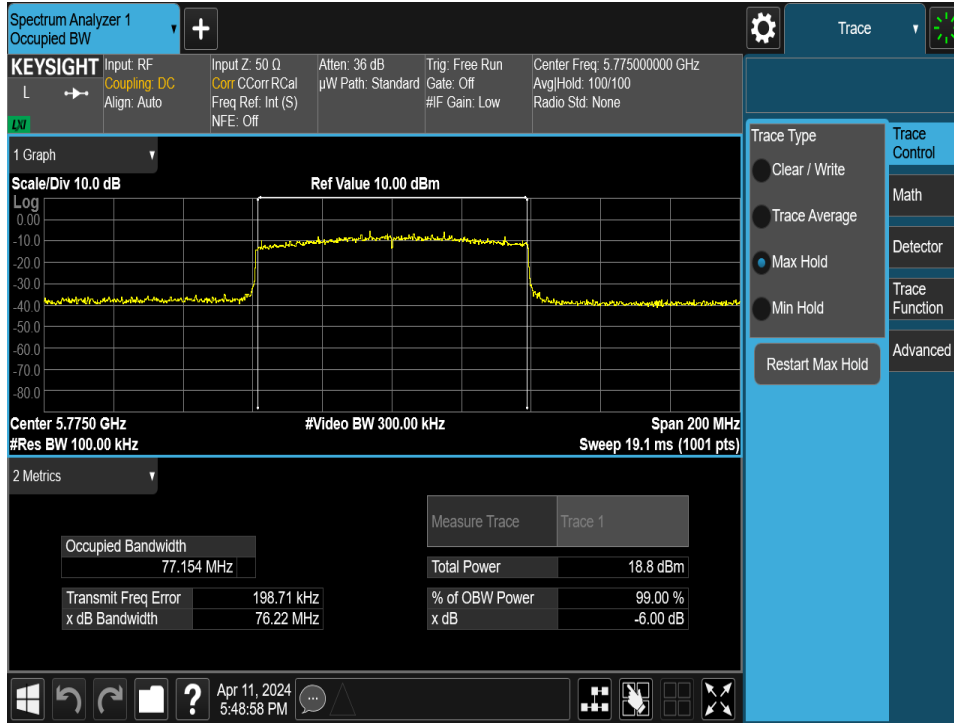 Spectrum Analyzer 1
Occupied BW
Trace
KEYSIGHT
L
LXI
Input: RF
Coupling: DC
Align: Auto
Input Z: 50 Ω
Corr CCorr RCal
Freq Ref: Int (S)
NFE: Off
Atten: 36 dB
µW Path: Standard
Trig: Free Run
Gate: Off
#IF Gain: Low
Center Freq: 5.775000000 GHz
Avg|Hold: 100/100
Radio Std: None
1 Graph
Scale/Div 10.0 dB
Ref Value 10.00 dBm
Log
0.00
-10.0
-20.0
-30.0
-40.0
-50.0
-60.0
-70.0
-80.0
Center 5.7750 GHz
#Video BW 300.00 kHz
Span 200 MHz
#Res BW 100.00 kHz
Sweep 19.1 ms (1001 pts)
2 Metrics
Measure Trace
Trace 1
Occupied Bandwidth
77.154 MHz
Total Power
18.8 dBm
Transmit Freq Error
198.71 kHz
% of OBW Power
99.00 %
x dB Bandwidth
76.22 MHz
x dB
-6.00 dB
Trace Type
Clear / Write
Trace Average
Max Hold
Min Hold
Restart Max Hold
Trace
Control
Math
Detector
Trace
Function
Advanced
?
Apr 11, 2024
5:48:58 PM